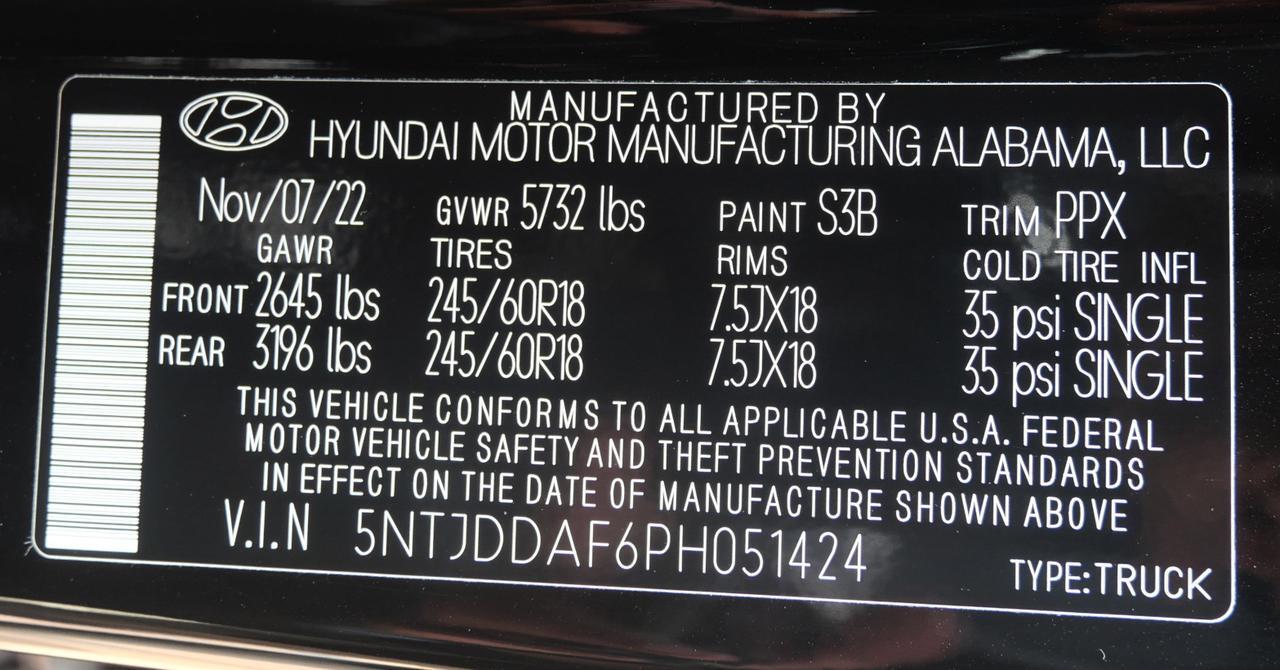 MANUFACTURED BY
HYUNDAI MOTOR MANUFACTURING ALABAMA, LLC
Nov/07/22 GVWR 5732 lbs PAINT S3B TRIM PPX
GAWR TIRES RIMS COLD TIRE INFL
FRONT 2645 lbs 245/60R18 7.5JX18 35 psi SINGLE
REAR 3196 lbs 245/60R18 7.5JX18 35 psi SINGLE
THIS VEHICLE CONFORMS TO ALL APPLICABLE U.S.A. FEDERAL
MOTOR VEHICLE SAFETY AND THEFT PREVENTION STANDARDS
IN EFFECT ON THE DATE OF MANUFACTURE SHOWN ABOVE
V.I.N 5NTJDDAF6PH051424 TYPE:TRUCK